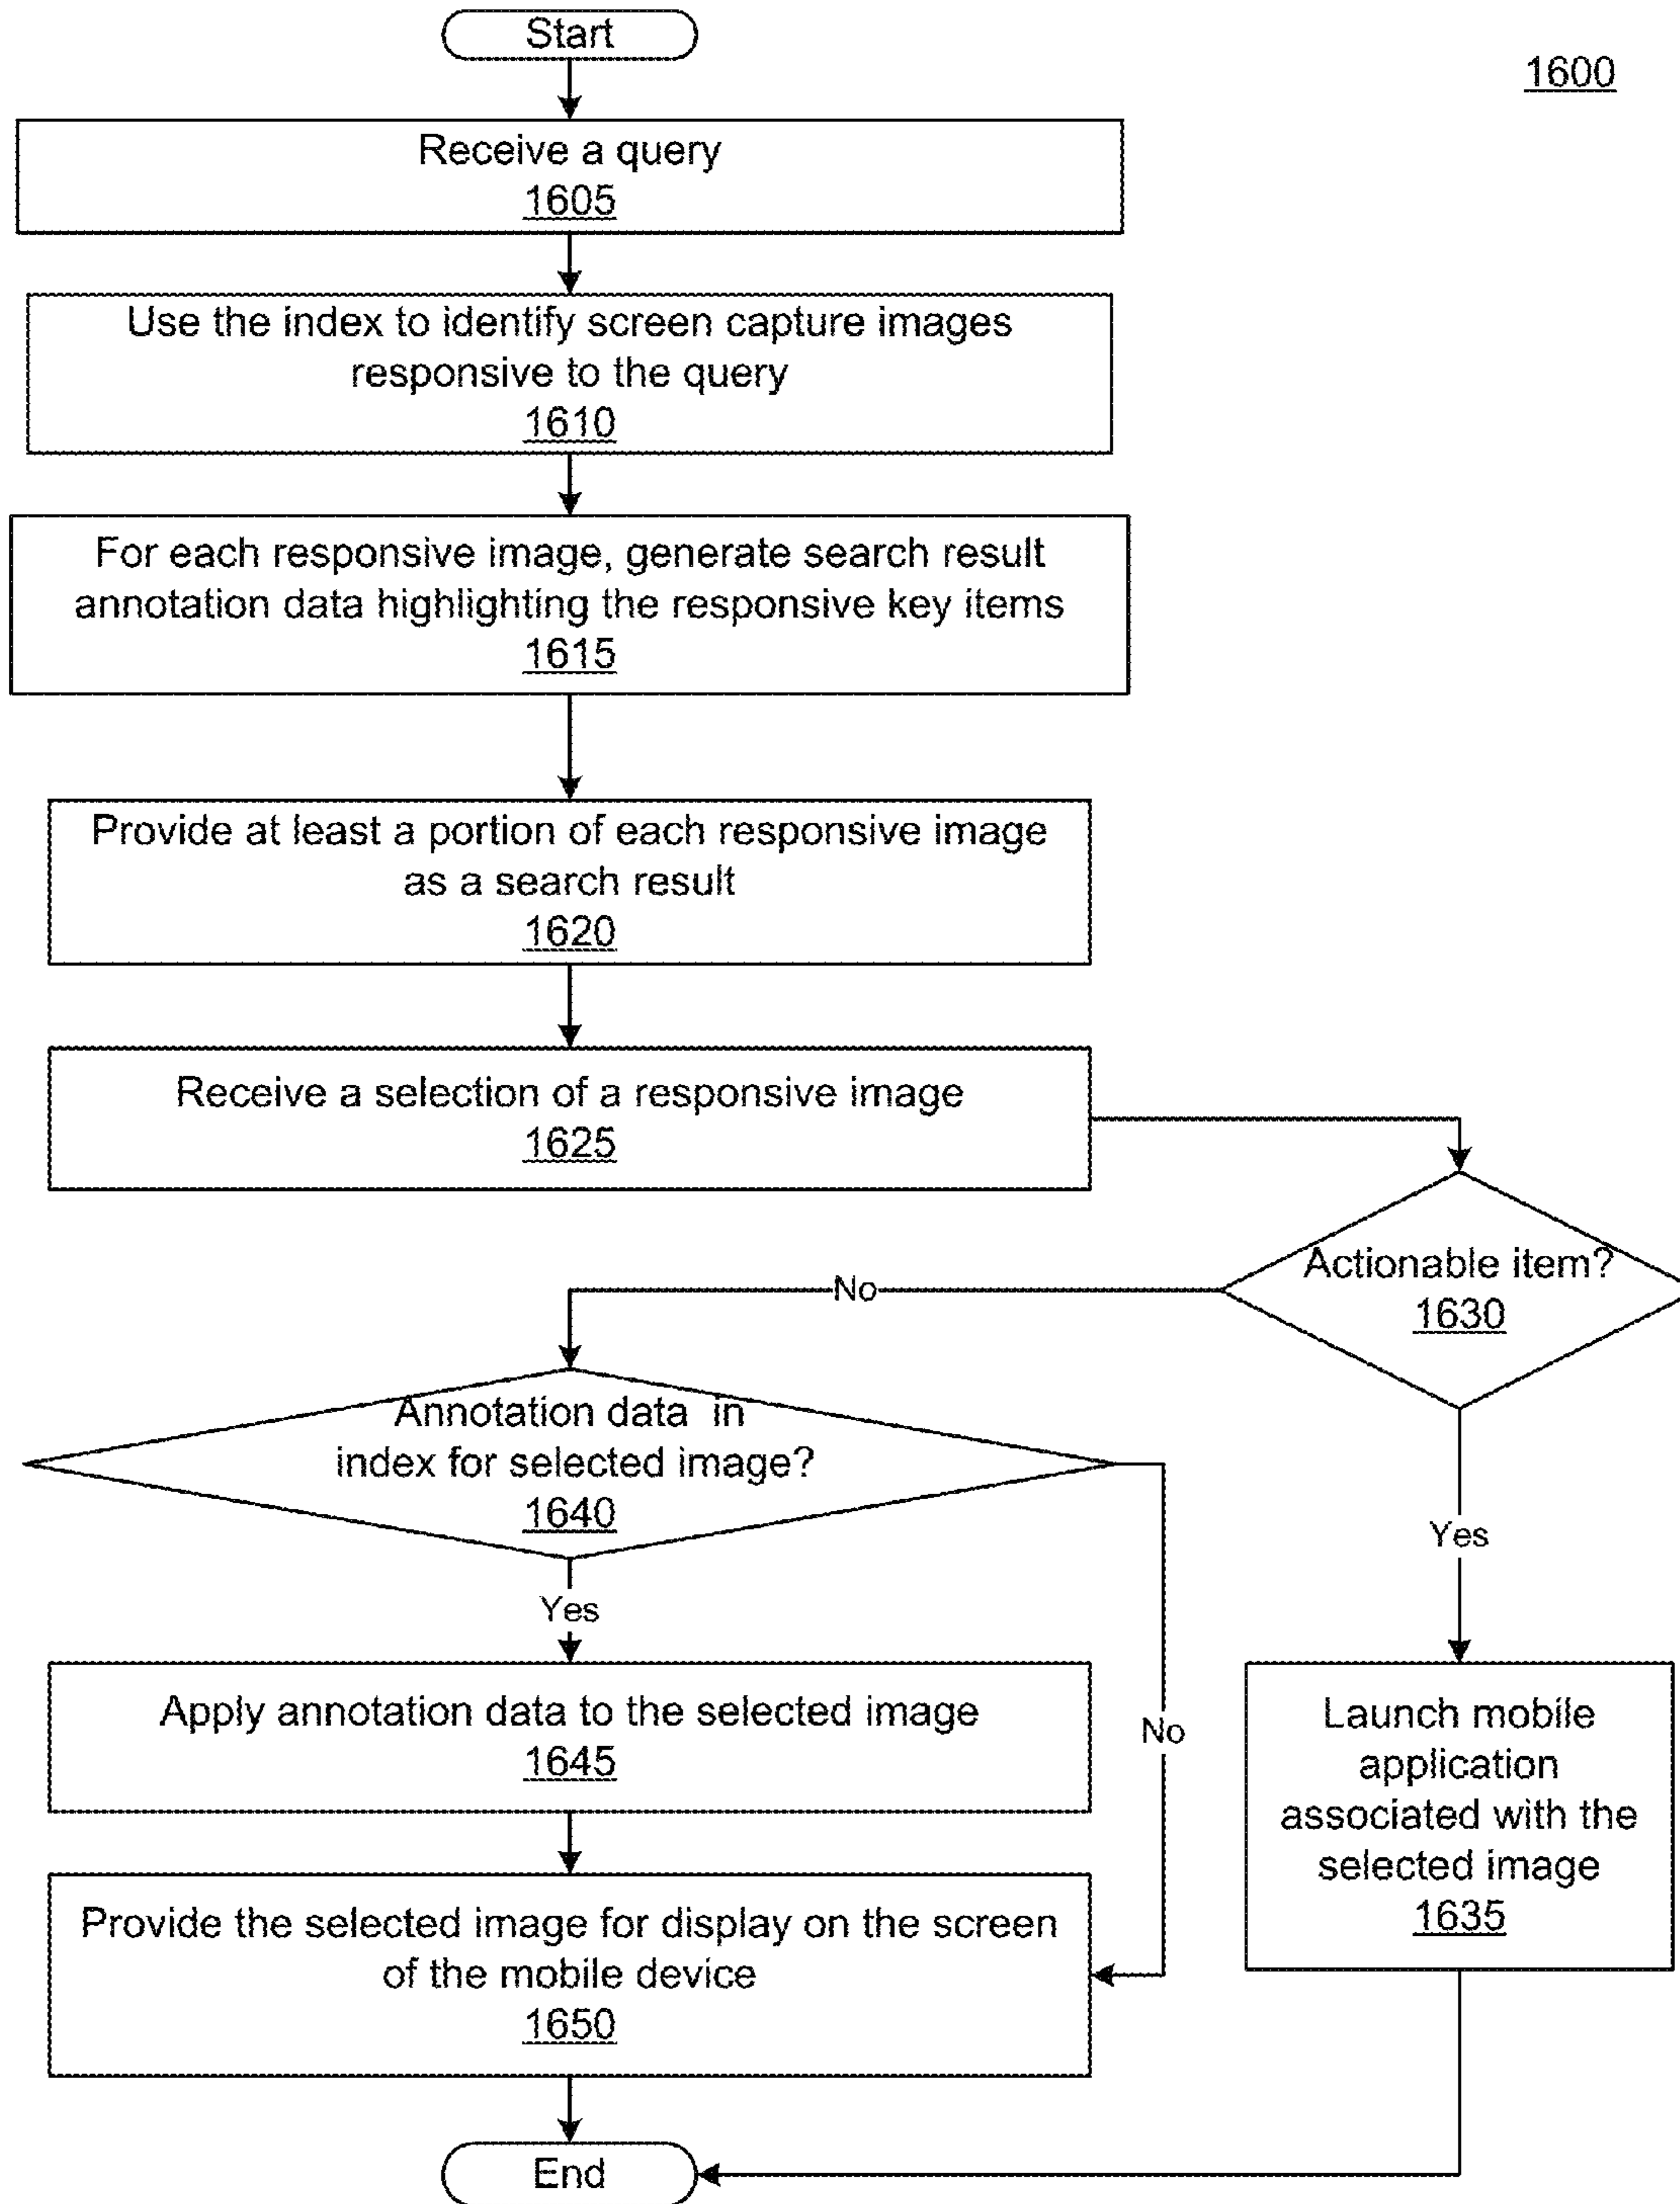 Start
1600
Receive a query
1605
Use the index to identify screen capture images
responsive to the query
1610
For each responsive image, generate search result
annotation data highlighting the responsive key items
1615
Provide at least a portion of each responsive image
as a search result
1620
Receive a selection of a responsive image
1625
Actionable item?
1630
No
Annotation data in
index for selected image?
1640
Yes
Yes
Apply annotation data to the selected image
1645
No
Launch mobile
application
associated with the
selected image
1635
Provide the selected image for display on the screen
of the mobile device
1650
End